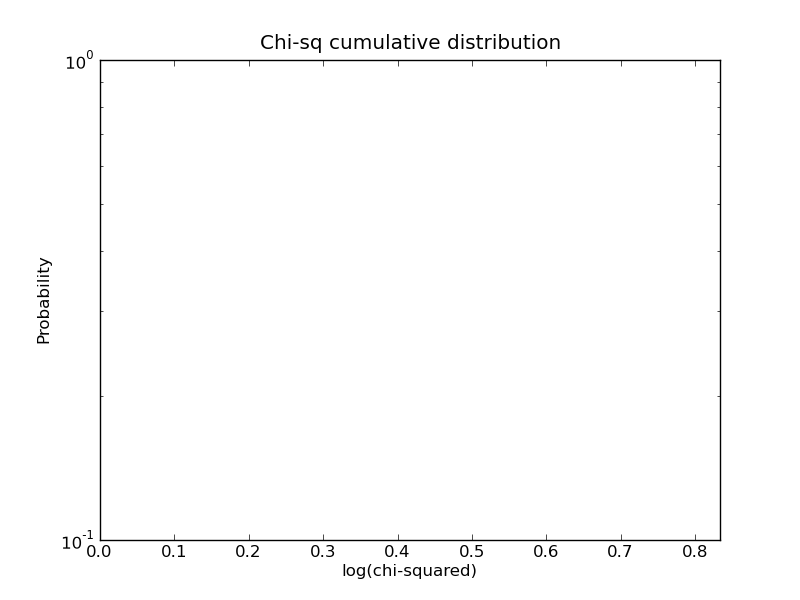 Chi-sq cumulative distribution
10^0
Probability
10^-1
0.0 0.1 0.2 0.3 0.4 0.5 0.6 0.7 0.8
log(chi-squared)